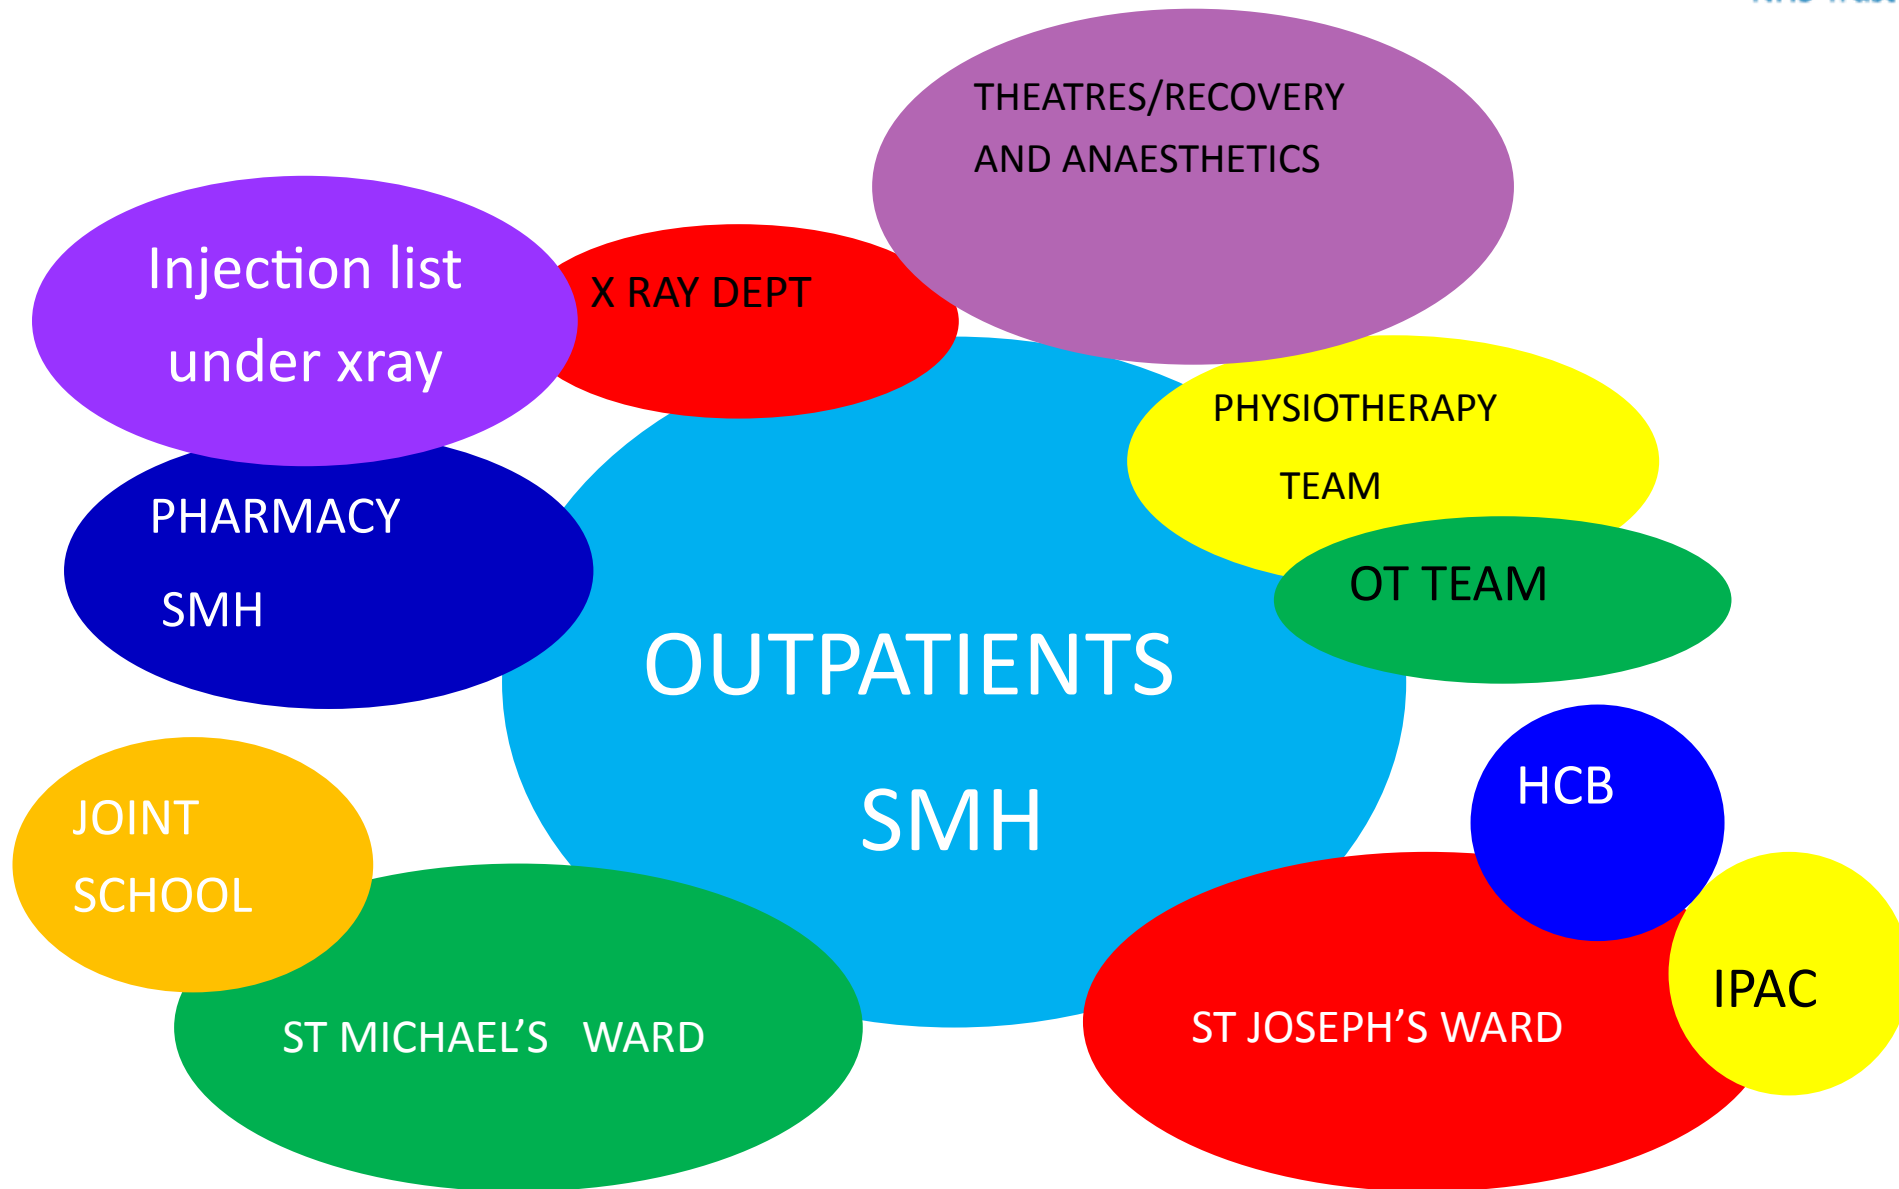 THEATRES/RECOVERY
AND ANAESTHETICS
Injection list
under xray
X RAY DEPT
PHYSIOTHERAPY
TEAM
PHARMACY
SMH
OT TEAM
OUTPATIENTS
SMH
HCB
JOINT
SCHOOL
IPAC
ST MICHAEL’S WARD
ST JOSEPH’S WARD